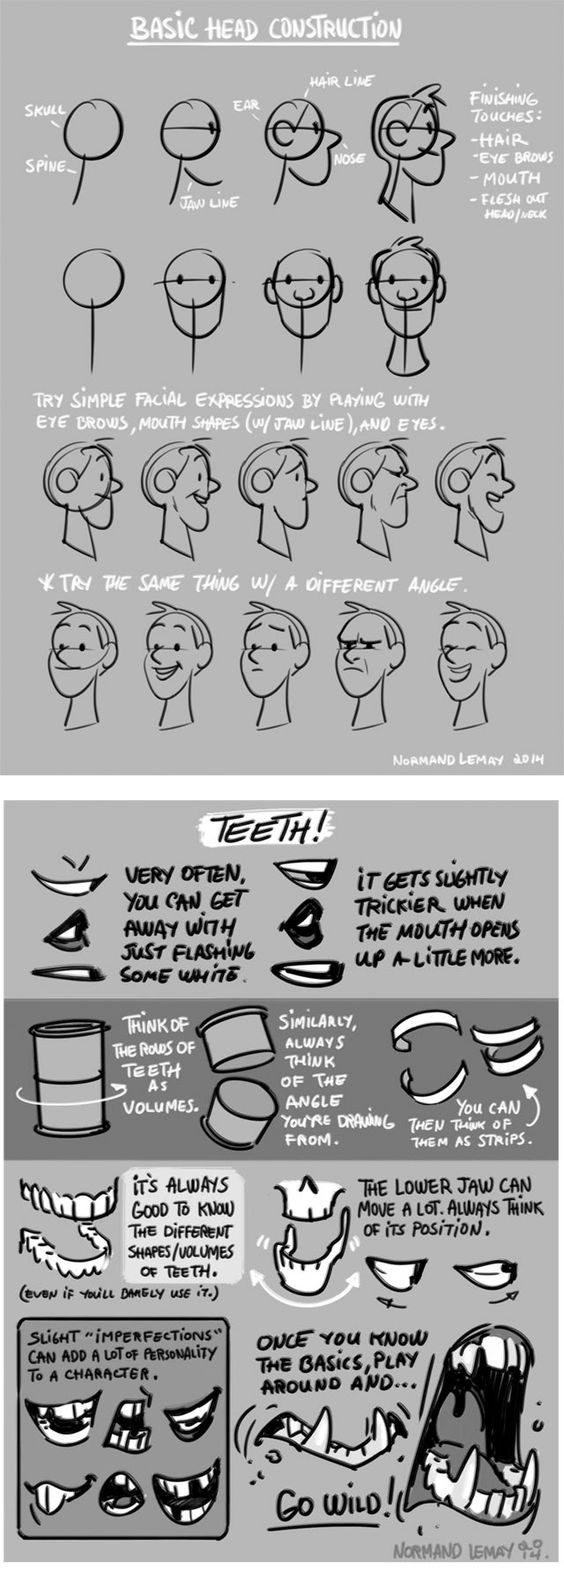 BASIC HEAD CONSTRUCTION
SKULL
SPINE
JAW LINE
EAR
HAIR LINE
NOSE
FINISHING
TOUCHES:
-HAIR
-EYE BROWS
-MOUTH
-FLESH OUT
HEAD/NECK
TRY SIMPLE FACIAL EXPRESSIONS BY PLAYING WITH
EYE BROWS, MOUTH SHAPES (W/ JAW LINE), AND EYES.
* TRY THE SAME THING W/ A DIFFERENT ANGLE.
NORMAND LEMAY 2014
TEETH!
VERY OFTEN,
YOU CAN GET
AWAY WITH
JUST FLASHING
SOME WHITE.
IT GETS SLIGHTLY
TRICKIER WHEN
THE MOUTH OPENS
UP A LITTLE MORE.
THINK OF
THE ROWS OF
TEETH
AS
VOLUMES.
SIMILARLY,
ALWAYS
THINK
OF THE
ANGLE
YOU'RE DRAWING
FROM.
YOU CAN
THEN THINK OF
THEM AS STRIPS.
IT'S ALWAYS
GOOD TO KNOW
THE DIFFERENT
SHAPES/VOLUMES
OF TEETH.
(EVEN IF YOU'LL BARELY USE IT.)
THE LOWER JAW CAN
MOVE A LOT. ALWAYS THINK
OF ITS POSITION.
SLIGHT "IMPERFECTIONS"
CAN ADD A LOT OF PERSONALITY
TO A CHARACTER.
ONCE YOU KNOW
THE BASICS, PLAY
AROUND AND...
GO WILD!
NORMAND LEMAY 2014.